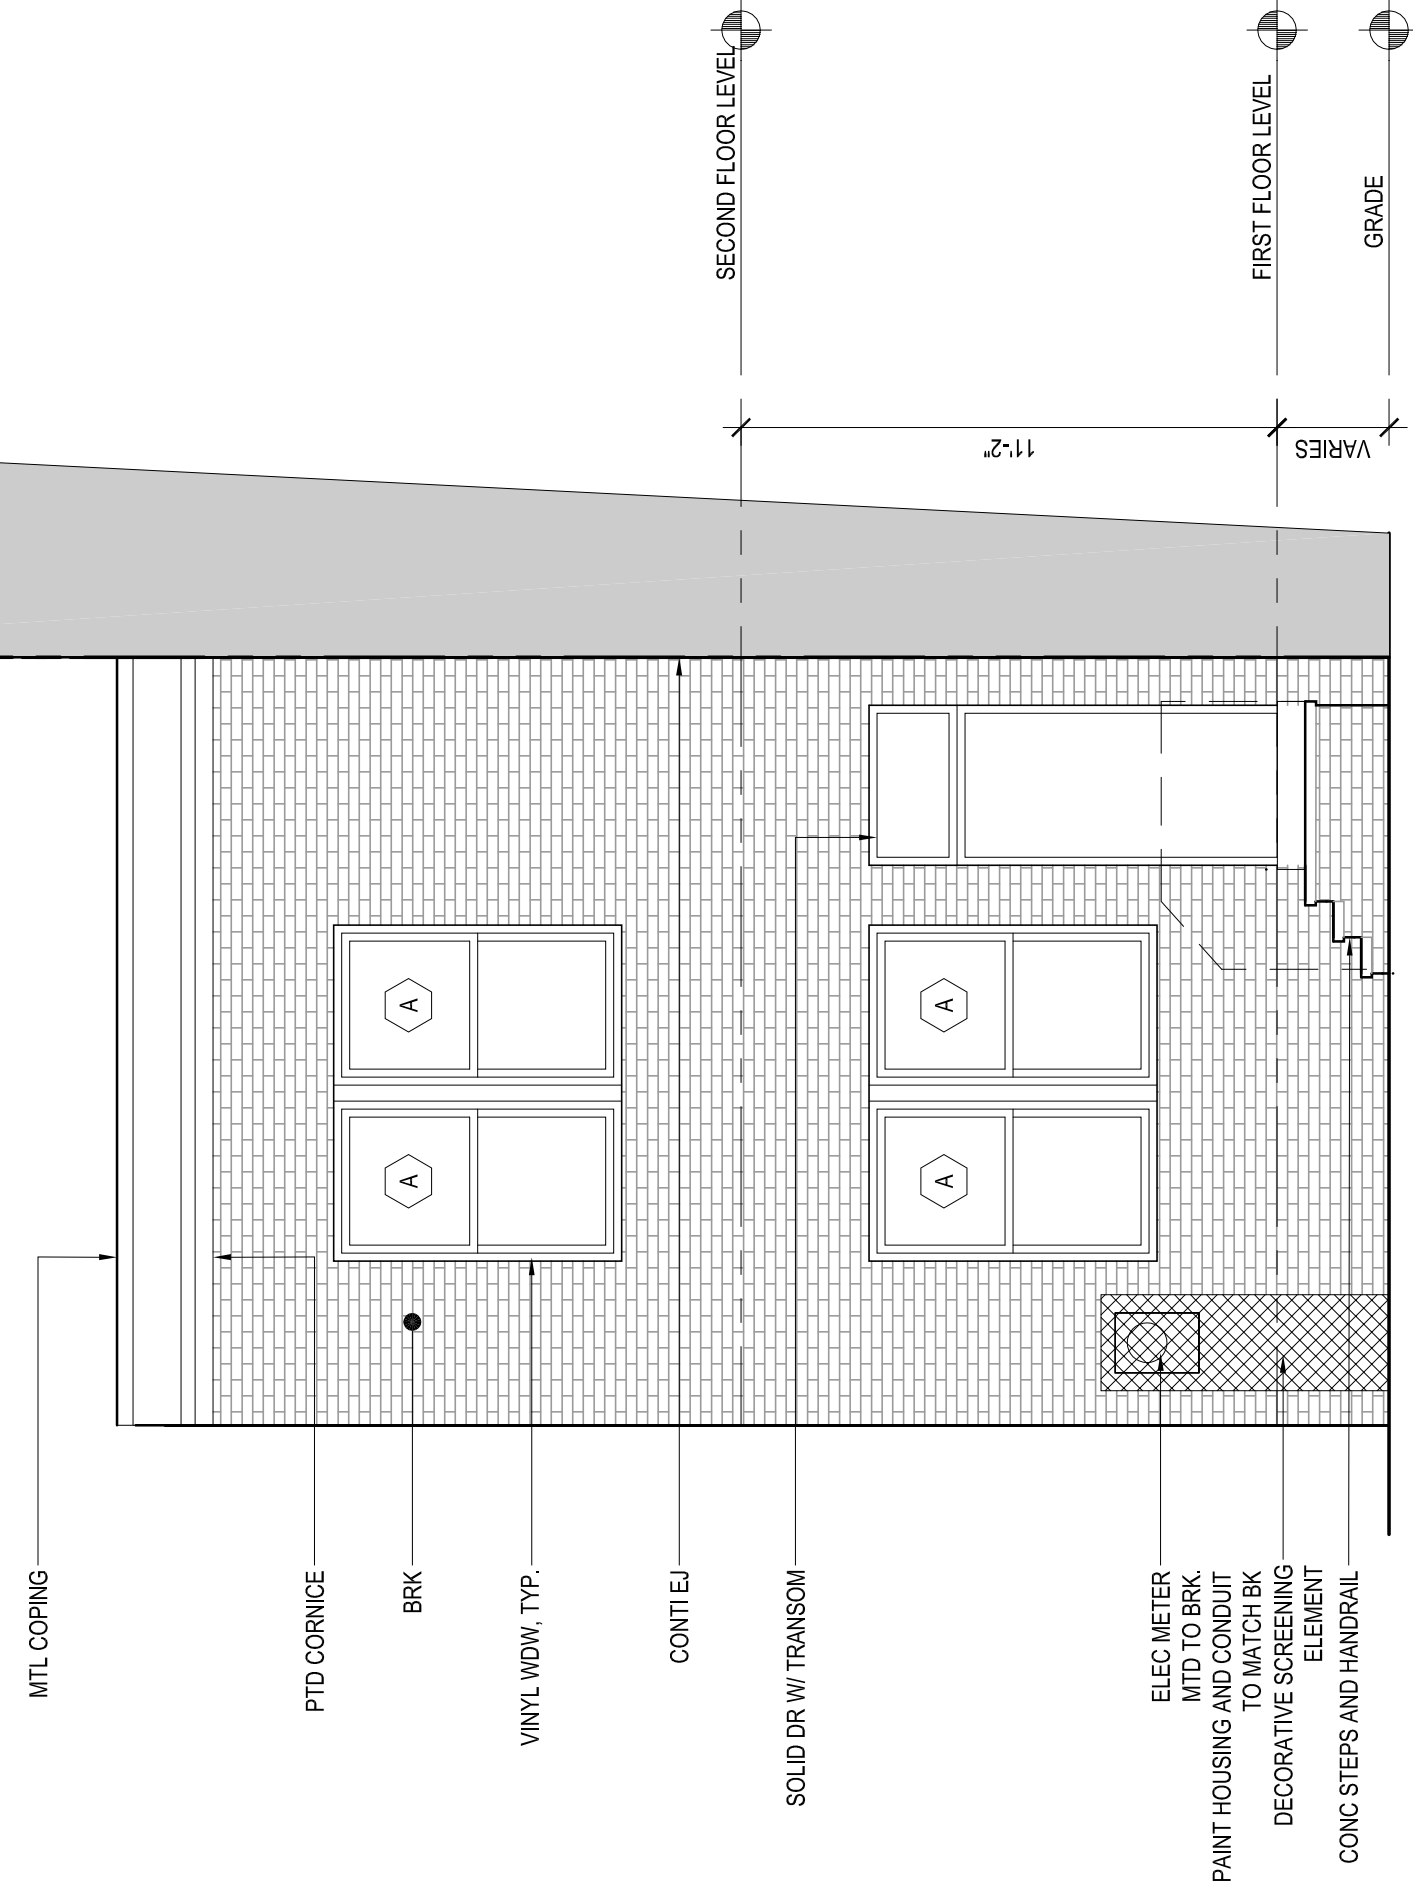 MTL COPING
PTD CORNICE
BRK
VINYL WDW, TYP.
CONTI EJ
SOLID DR W/ TRANSOM
ELEC METER
MTD TO BRK.
PAINT HOUSING AND CONDUIT
TO MATCH BK
DECORATIVE SCREENING
ELEMENT
CONC STEPS AND HANDRAIL
A
A
A
A
SECOND FLOOR LEVEL
11'-2"
FIRST FLOOR LEVEL
VARIES
GRADE